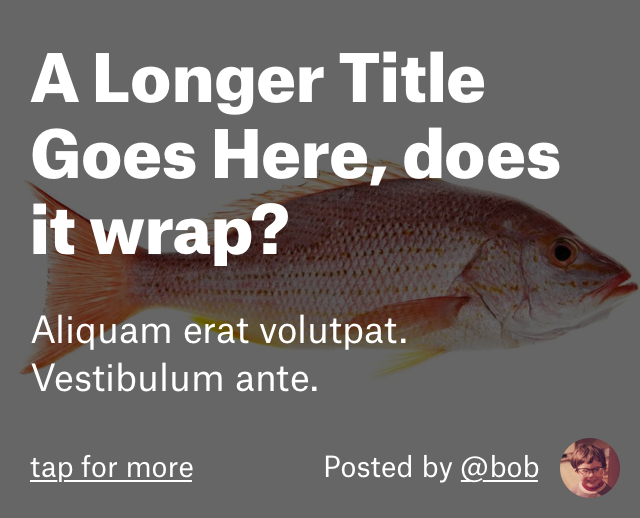 A Longer Title
Goes Here, does
it wrap?
Aliquam erat volutpat.
Vestibulum ante.
tap for more
Posted by @bob